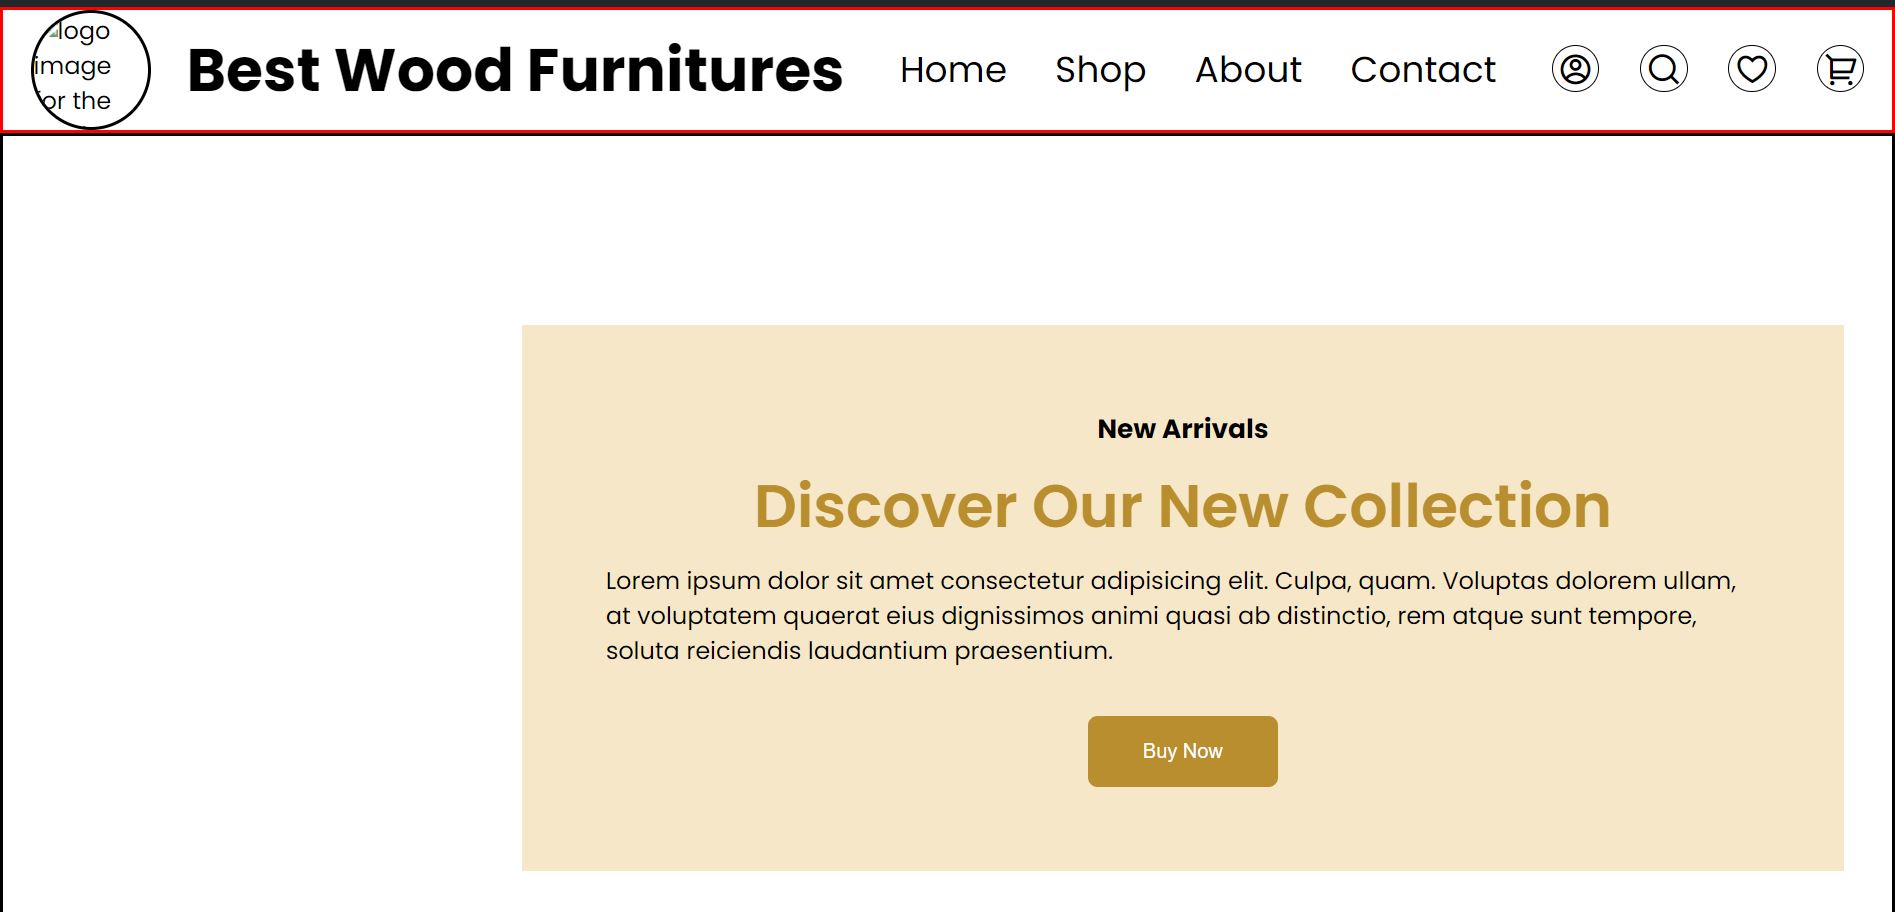 logo
image
for the
Best Wood Furnitures
Home
Shop
About
Contact
New Arrivals
Discover Our New Collection
Lorem ipsum dolor sit amet consectetur adipisicing elit. Culpa, quam. Voluptas dolorem ullam,
at voluptatem quaerat eius dignissimos animi quasi ab distinctio, rem atque sunt tempore,
soluta reiciendis laudantium praesentium.
Buy Now